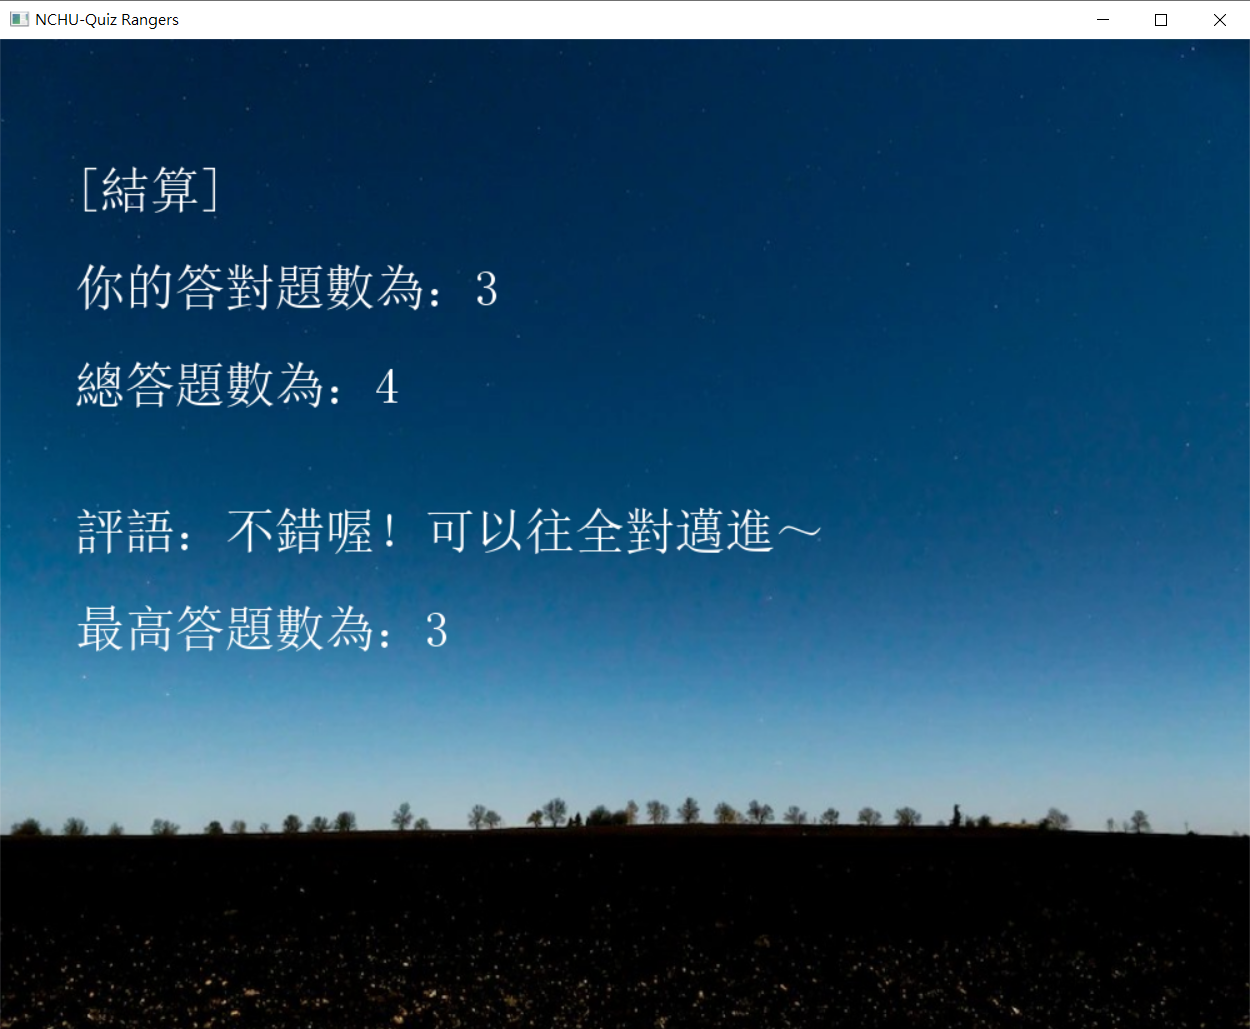 NCHU-Quiz Rangers
[結算]
你的答對題數為：3
總答題數為：4
評語：不錯喔！可以往全對邁進～
最高答題數為：3